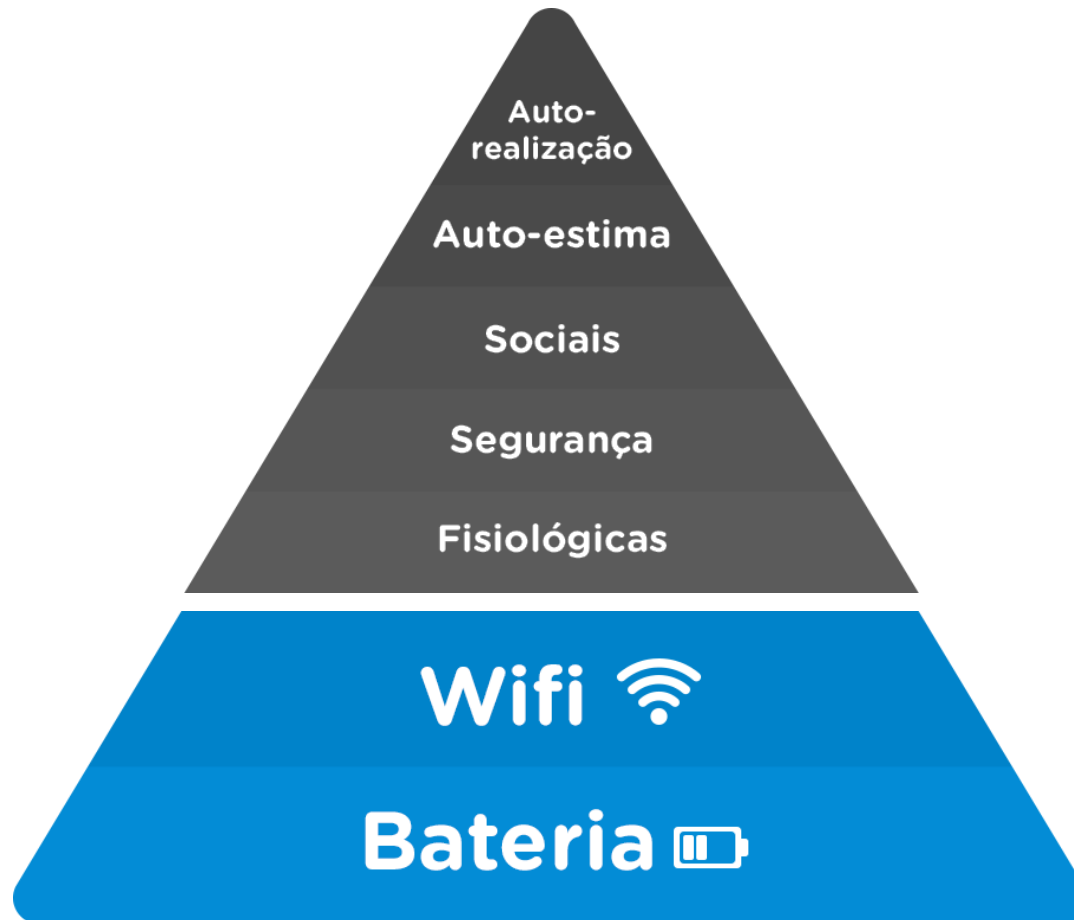 Auto-
realização
Auto-estima
Sociais
Segurança
Fisiológicas
Wifi
Bateria